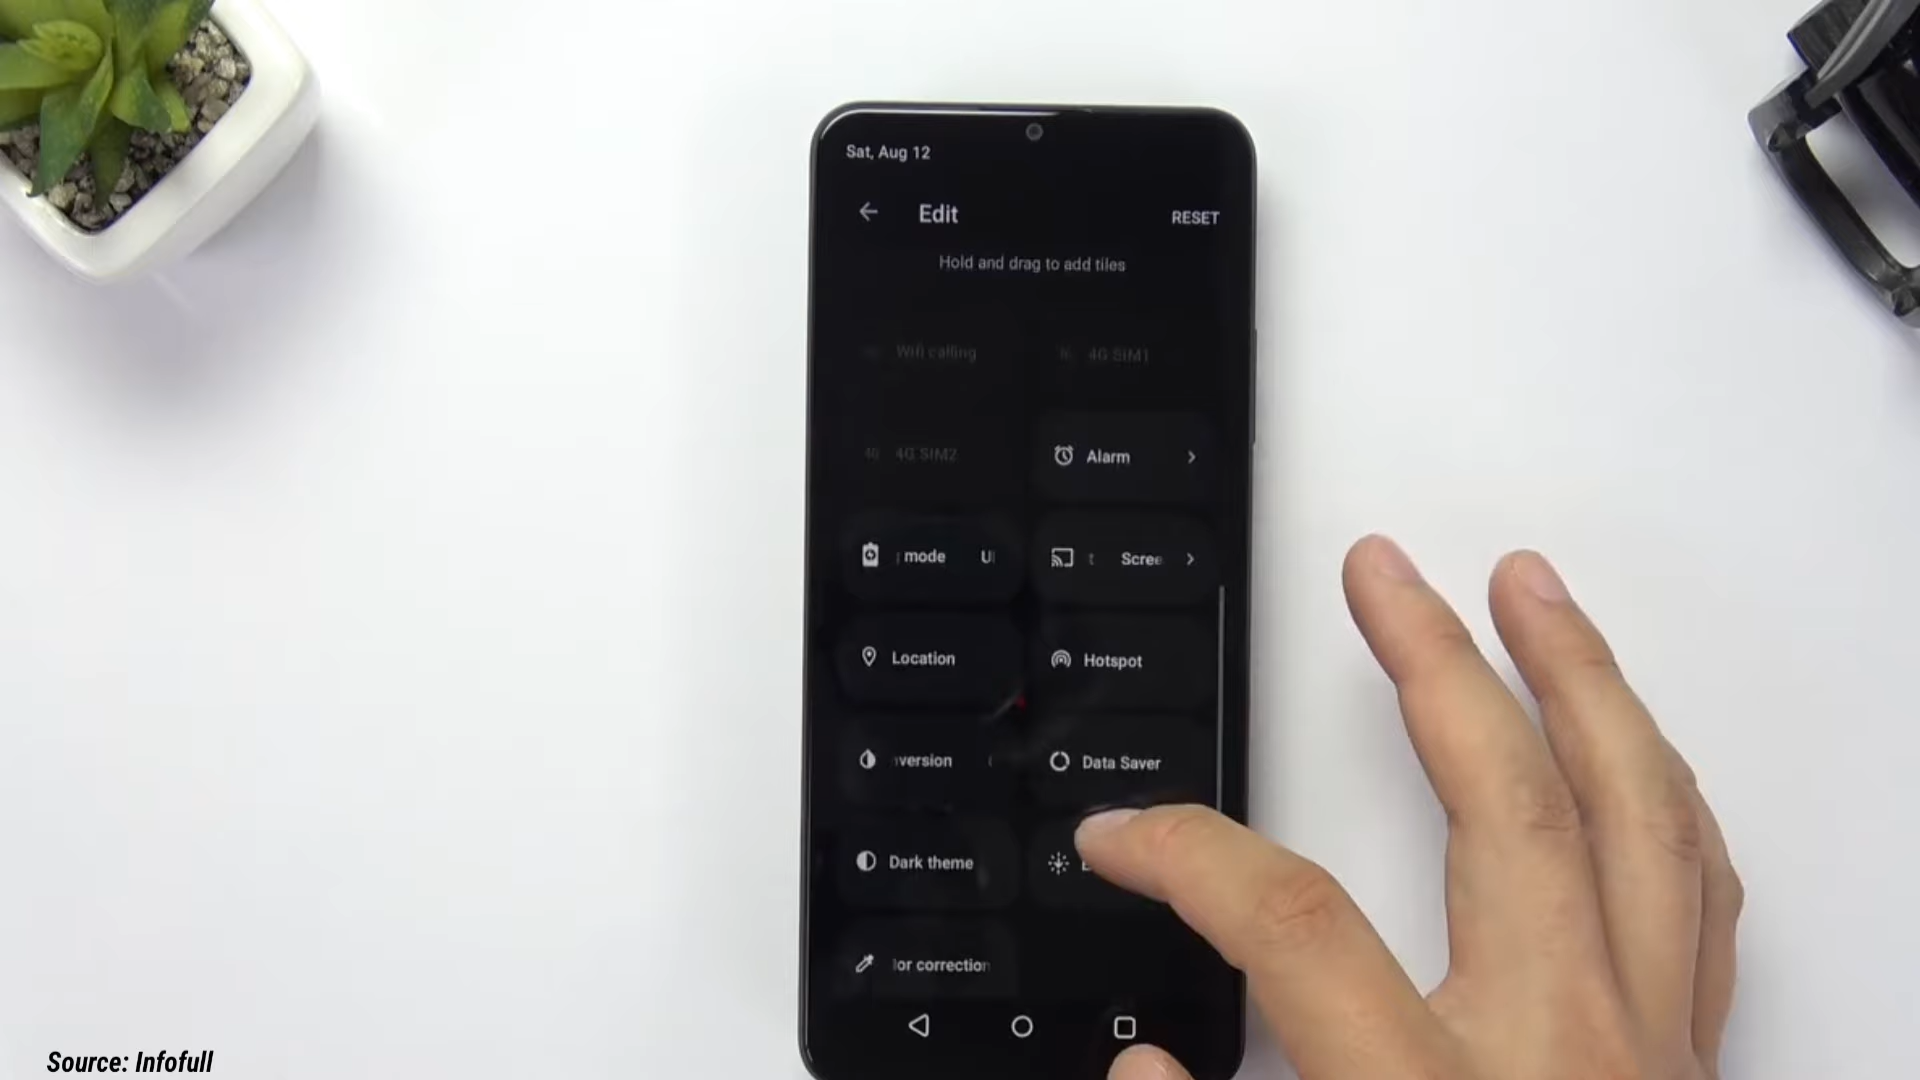 Sat, Aug 12
Edit
RESET
Hold and drag to add tiles
Wifi calling
4G SIM1
4G 4G SIM2
Alarm
mode
Scree
Location
Hotspot
version
Data Saver
Dark theme
lor correction
Source: Infofull